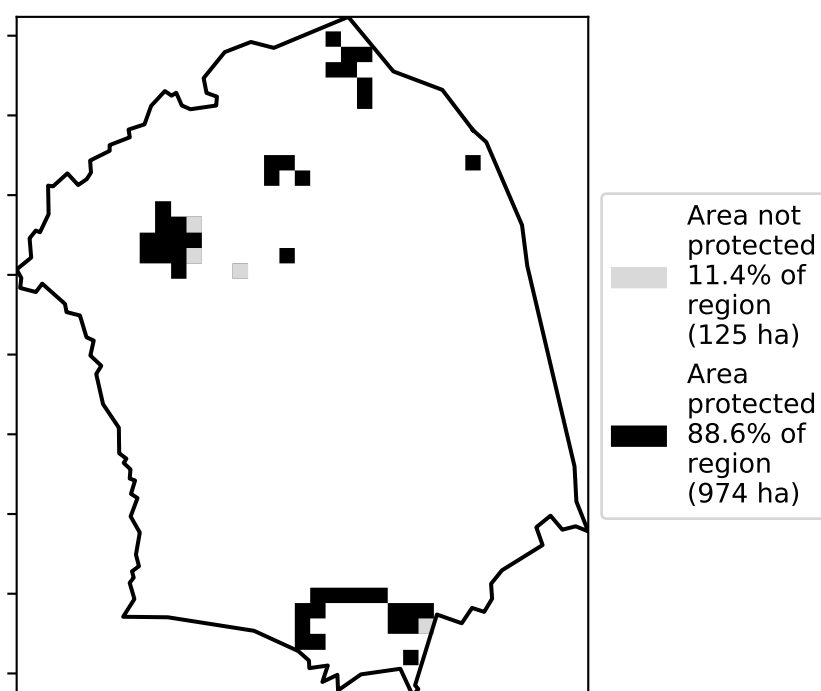 Area not
protected
11.4% of
region
(125 ha)
Area
protected
88.6% of
region
(974 ha)